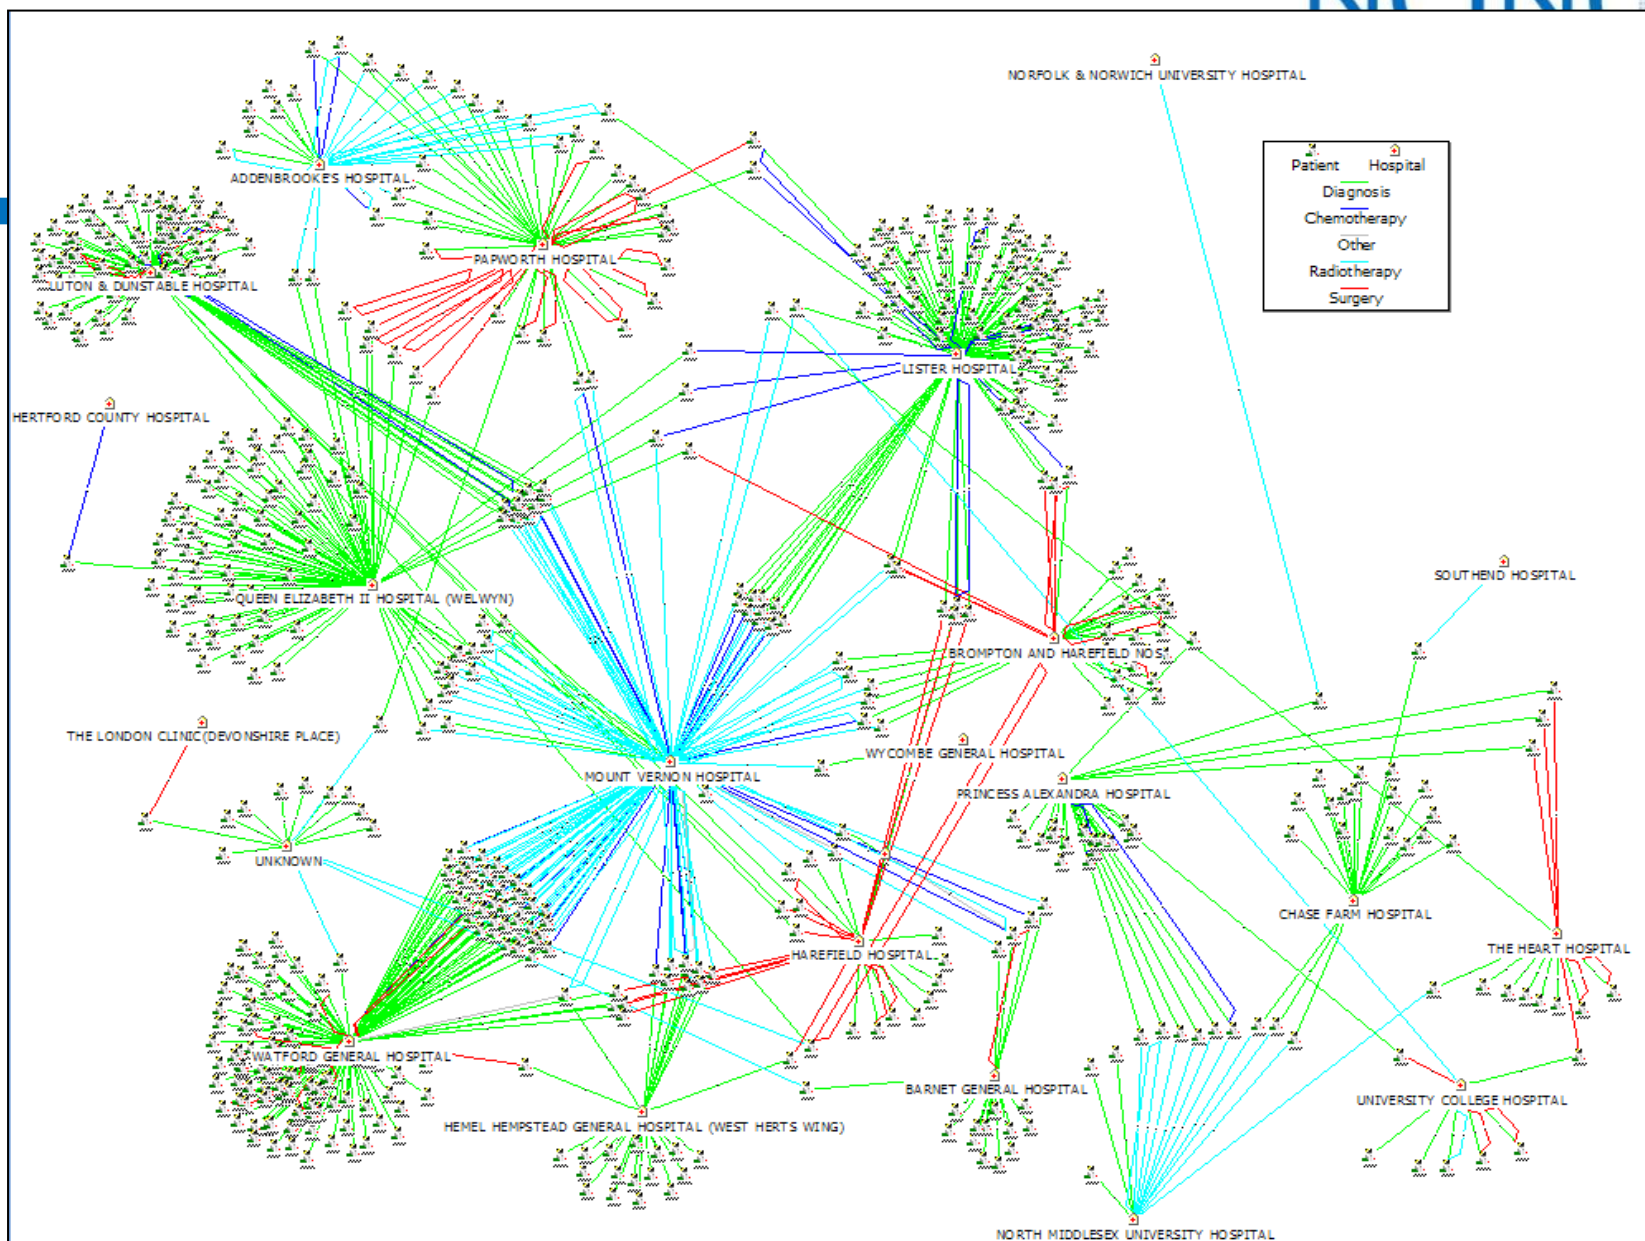 NORFOLK & NORWICH UNIVERSITY HOSPITAL
Patient Hospital
Diagnosis
Chemotherapy
Other
Radiotherapy
Surgery
ADDENBROOKE'S HOSPITAL
PAPWORTH HOSPITAL
LUTON & DUNSTABLE HOSPITAL
LISTER HOSPITAL
HERTFORD COUNTY HOSPITAL
SOUTHEND HOSPITAL
QUEEN ELIZABETH II HOSPITAL (WELWYN)
BROMPTON AND HAREFIELD NOS
THE LONDON CLINIC(DEVONSHIRE PLACE)
WYCOMBE GENERAL HOSPITAL
MOUNT VERNON HOSPITAL
PRINCESS ALEXANDRA HOSPITAL
UNKNOWN
CHASE FARM HOSPITAL
THE HEART HOSPITAL
HAREFIELD HOSPITAL
WATFORD GENERAL HOSPITAL
BARNET GENERAL HOSPITAL
UNIVERSITY COLLEGE HOSPITAL
HEMEL HEMPSTEAD GENERAL HOSPITAL (WEST HERTS WING)
NORTH MIDDLESEX UNIVERSITY HOSPITAL